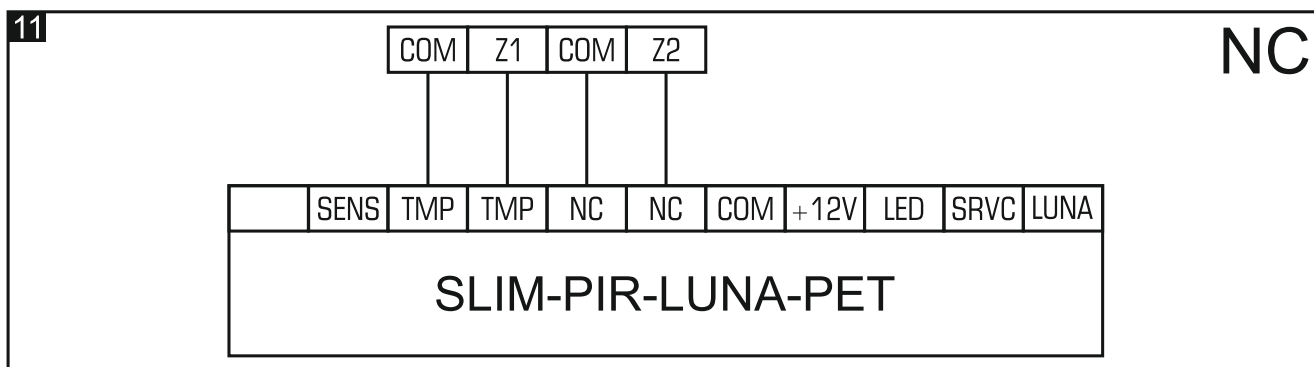 11
NC
COM Z1 COM Z2
SENS TMP TMP NC NC COM +12V LED SRVC LUNA
SLIM-PIR-LUNA-PET